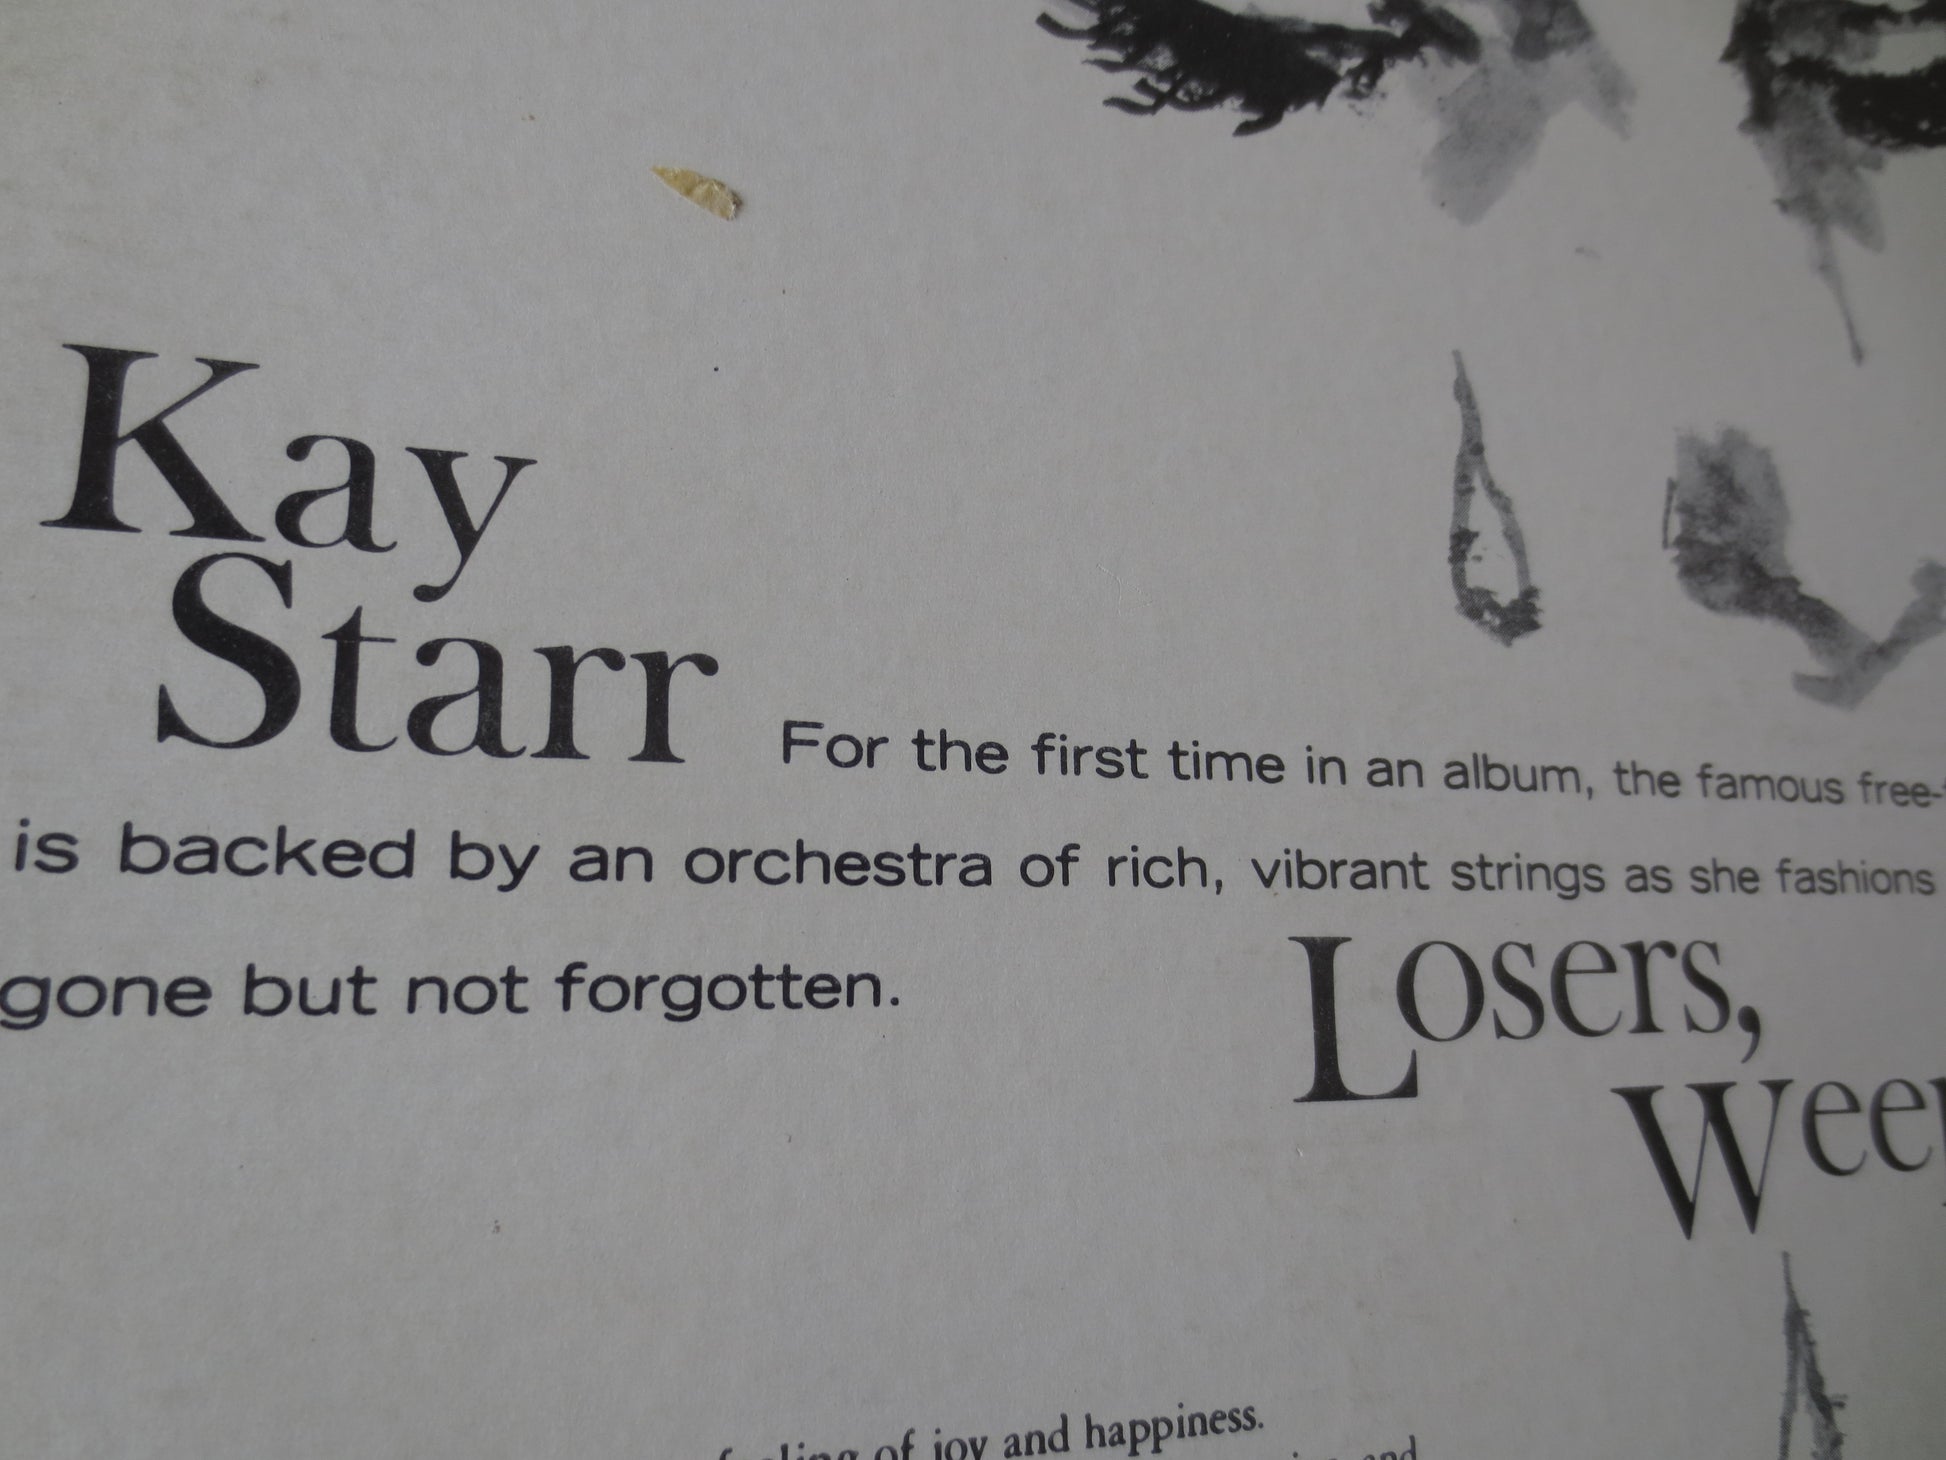 Kay
Starr
For the first time in an album, the famous free-
is backed by an orchestra of rich, vibrant strings as she fashions
gone but not forgotten.
Losers,
feeling of joy and happiness.
and